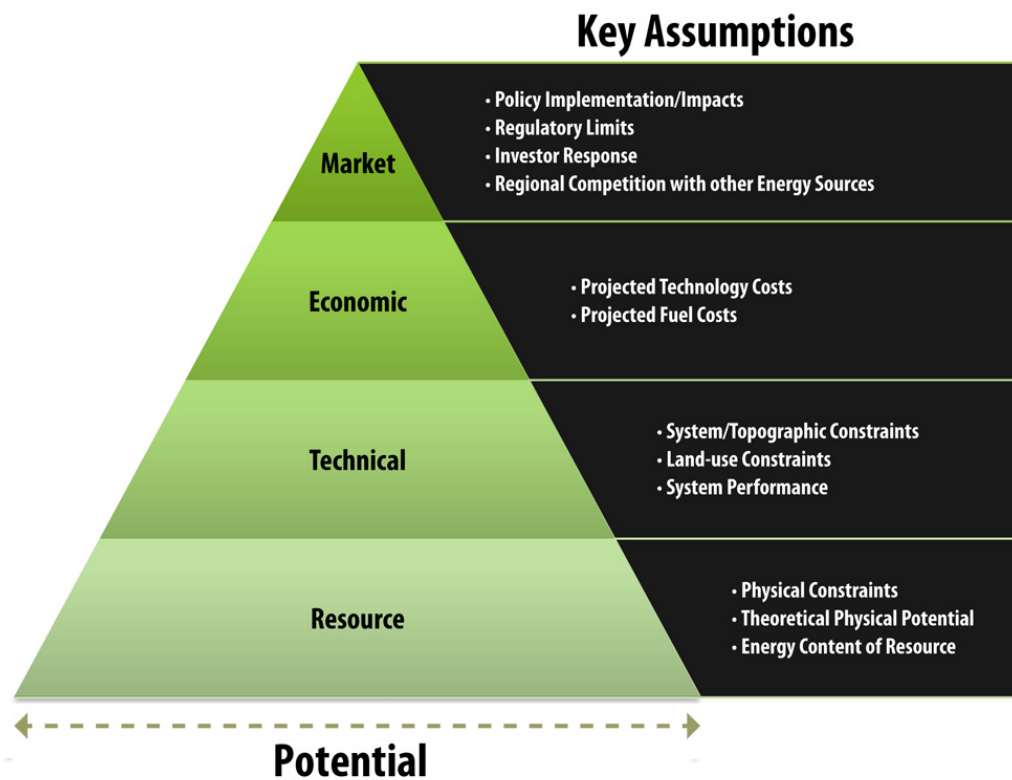 Key Assumptions
Market
• Policy Implementation/Impacts
• Regulatory Limits
• Investor Response
• Regional Competition with other Energy Sources
Economic
• Projected Technology Costs
• Projected Fuel Costs
Technical
• System/Topographic Constraints
• Land-use Constraints
• System Performance
Resource
• Physical Constraints
• Theoretical Physical Potential
• Energy Content of Resource
Potential